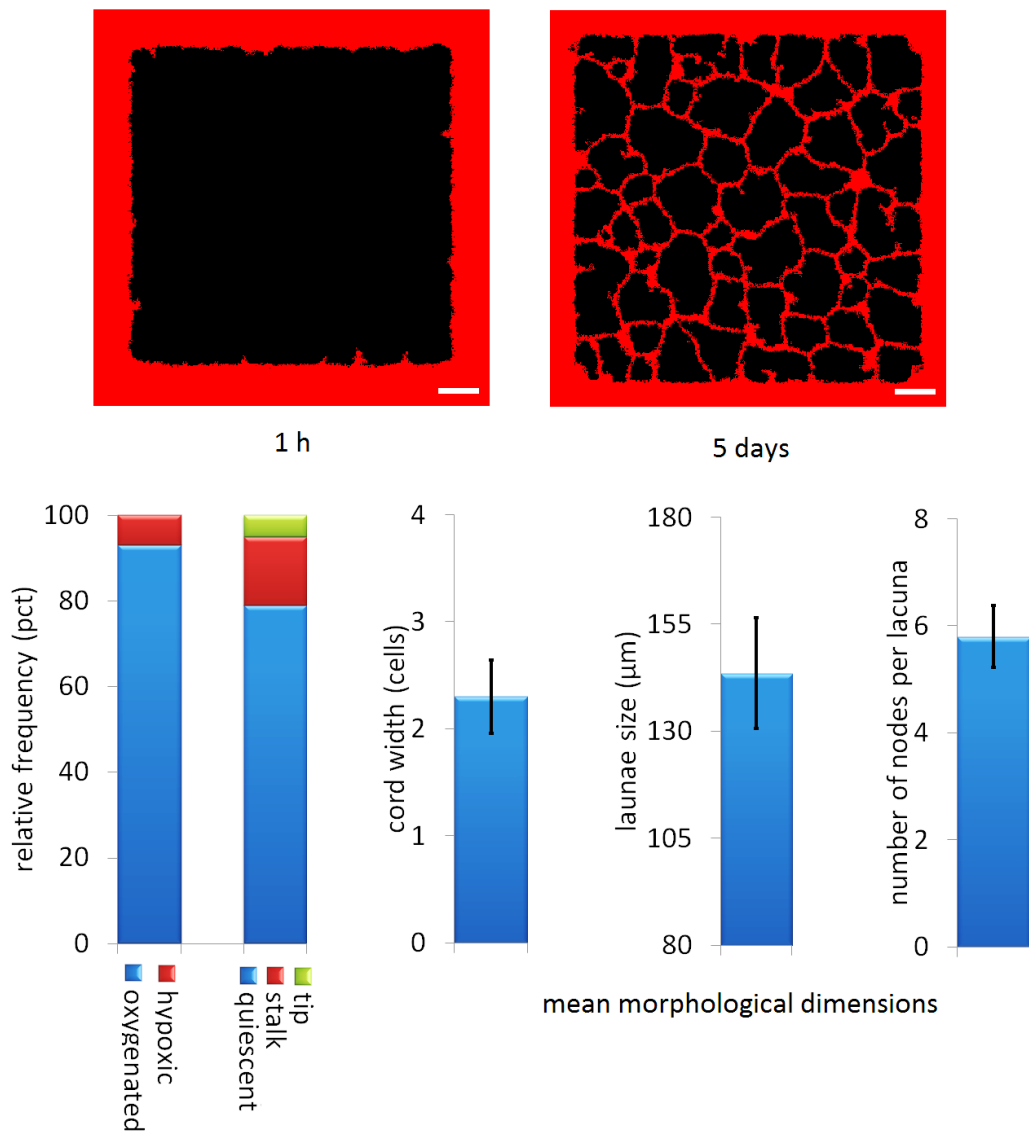 1 h
5 days
relative frequency (pct)
100
80
60
40
20
0
oxygenated
hypoxic
quiescent
stalk
tip
cord width (cells)
4
3
2
1
0
launae size (µm)
180
155
130
105
80
number of nodes per lacuna
8
6
4
2
0
mean morphological dimensions